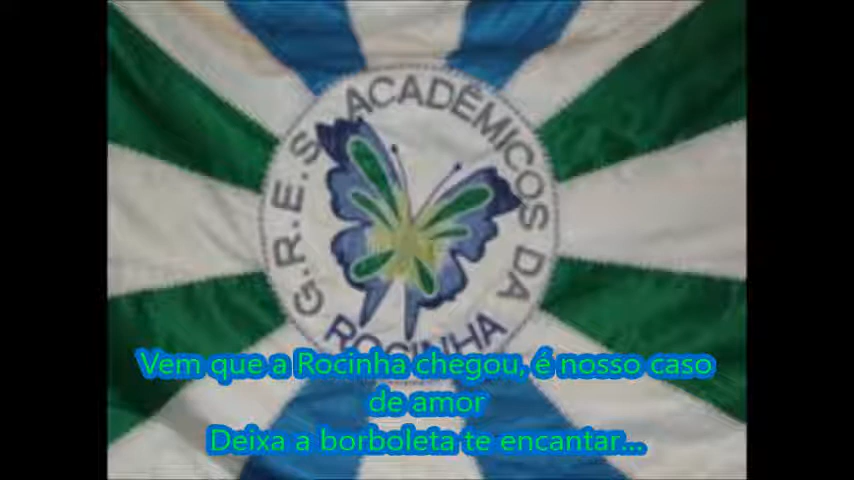 G.R.E.S ACADÊMICOS DA
ROCINHA
Vem que a Rocinha chegou, é nosso caso
de amor
Deixa a borboleta te encantar...